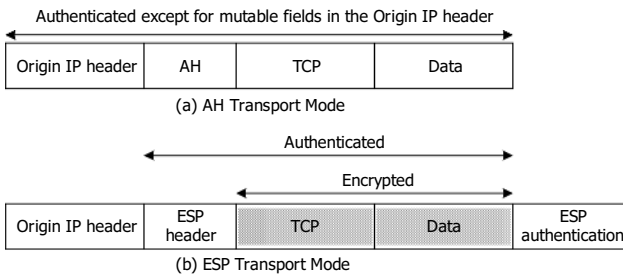 Authenticated except for mutable fields in the Origin IP header
Origin IP header AH TCP Data
(a) AH Transport Mode
Authenticated
Encrypted
Origin IP header ESP header TCP Data ESP authentication
(b) ESP Transport Mode